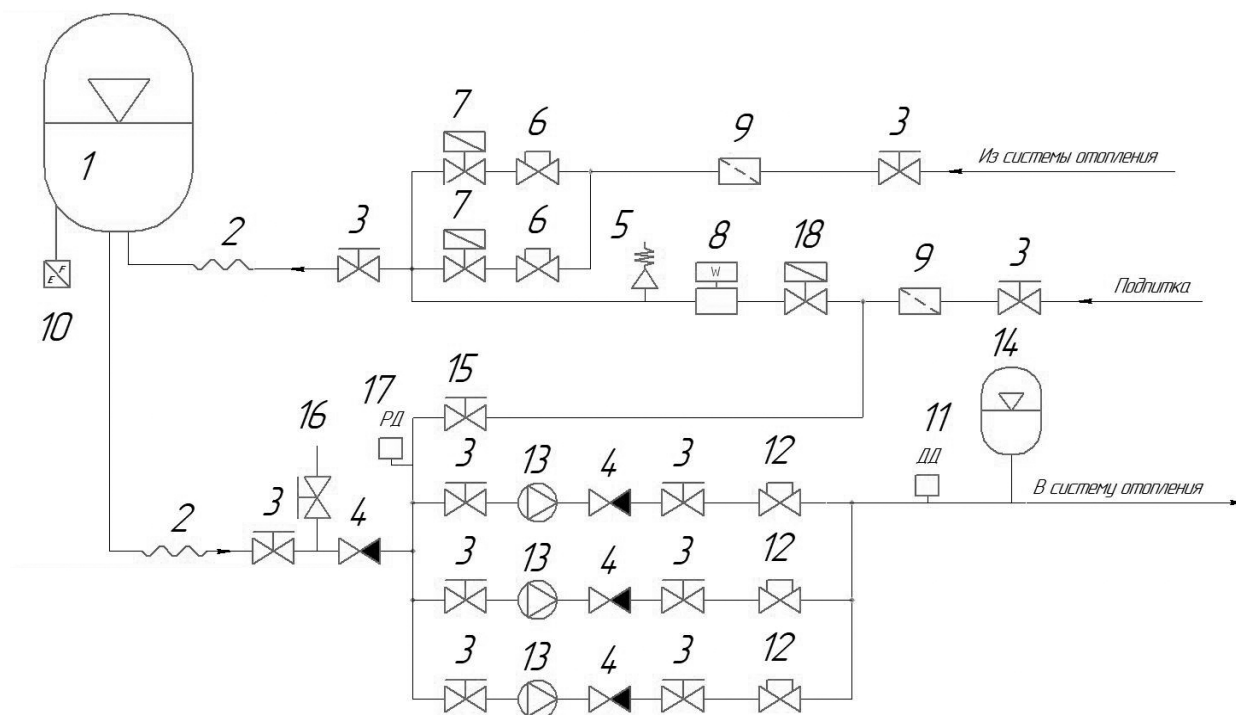 7 6 9 3
Из системы отопления
1
2 3 7 6 5 8 18 9 3
W
Подпитка
F
E
10
14
15
17
РД
11
ДД
16
3 13 4 3 12
В систему отопления
2 3 4
3 13 4 3 12
3 13 4 3 12